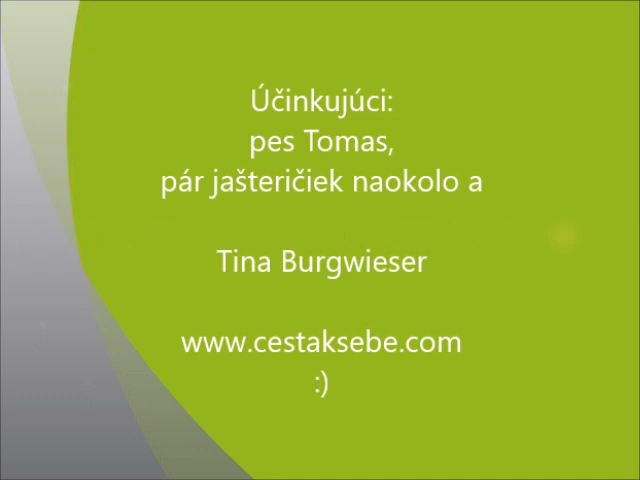 Účinkujúci:
pes Tomas,
pár jašteričiek naokolo a
Tina Burgwieser
www.cestaksebe.com
:)